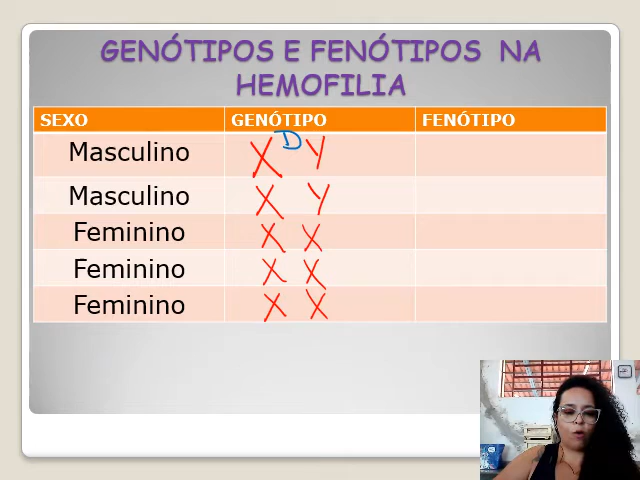 GENÓTIPOS E FENÓTIPOS NA
HEMOFILIA
SEXO GENÓTIPO FENÓTIPO
Masculino X^D Y
Masculino X Y
Feminino X X
Feminino X X
Feminino X X